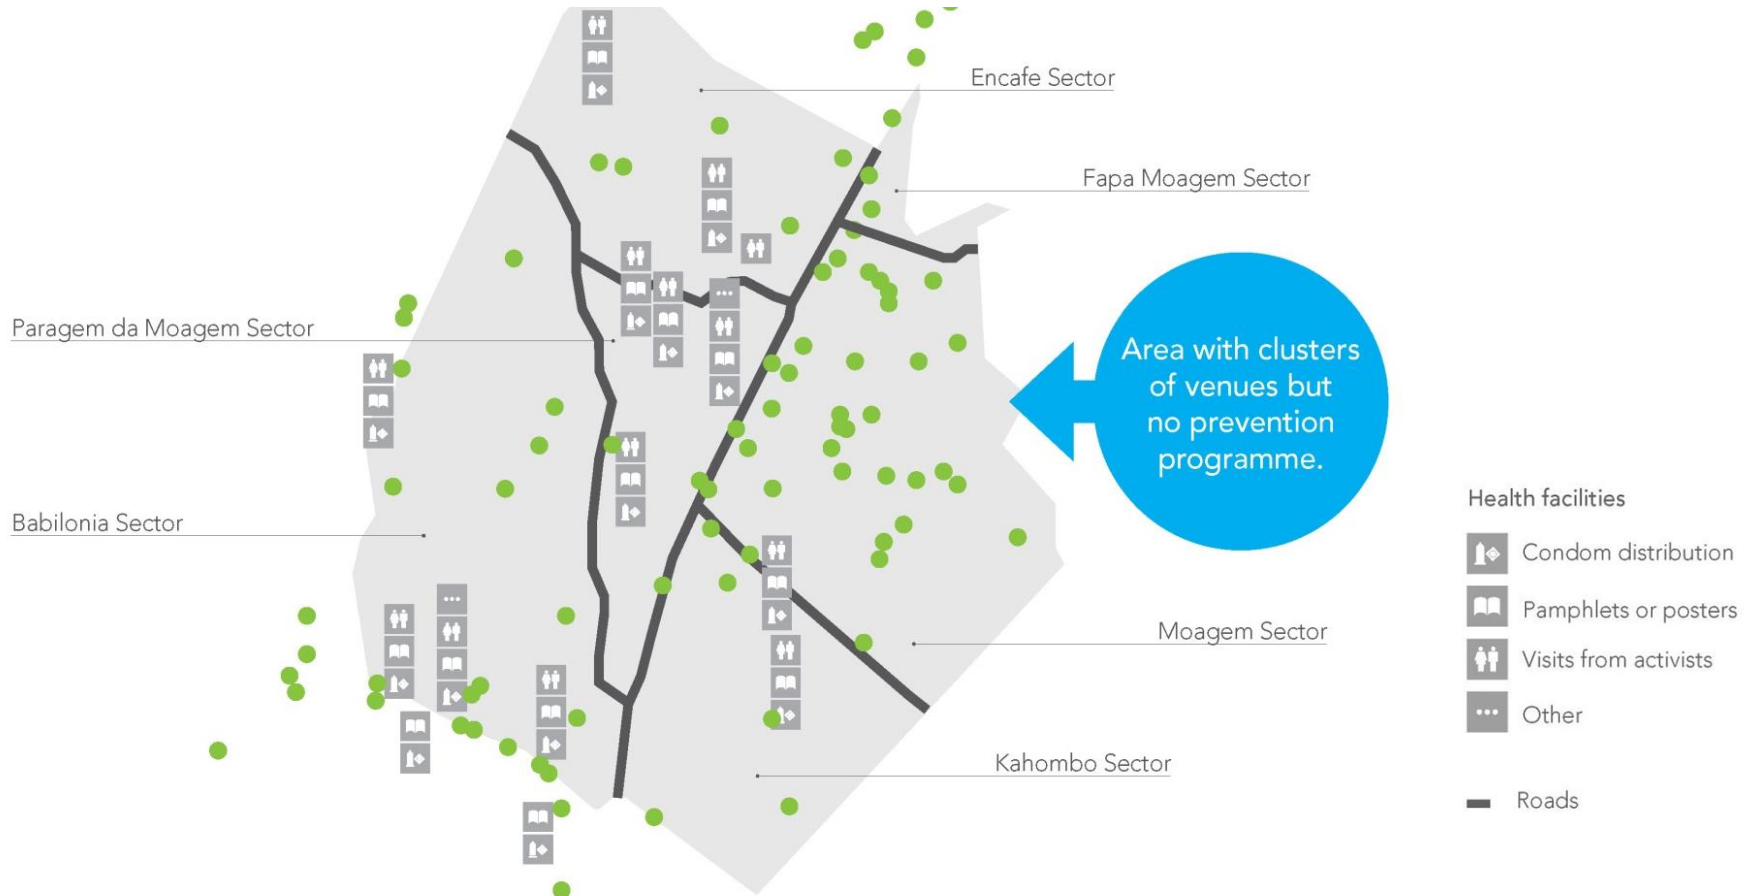 Encafe Sector
Fapa Moagem Sector
Paragem da Moagem Sector
Area with clusters
of venues but
no prevention
programme.
Babilonia Sector
Health facilities
Condom distribution
Pamphlets or posters
Moagem Sector
Visits from activists
Other
Kahombo Sector
Roads